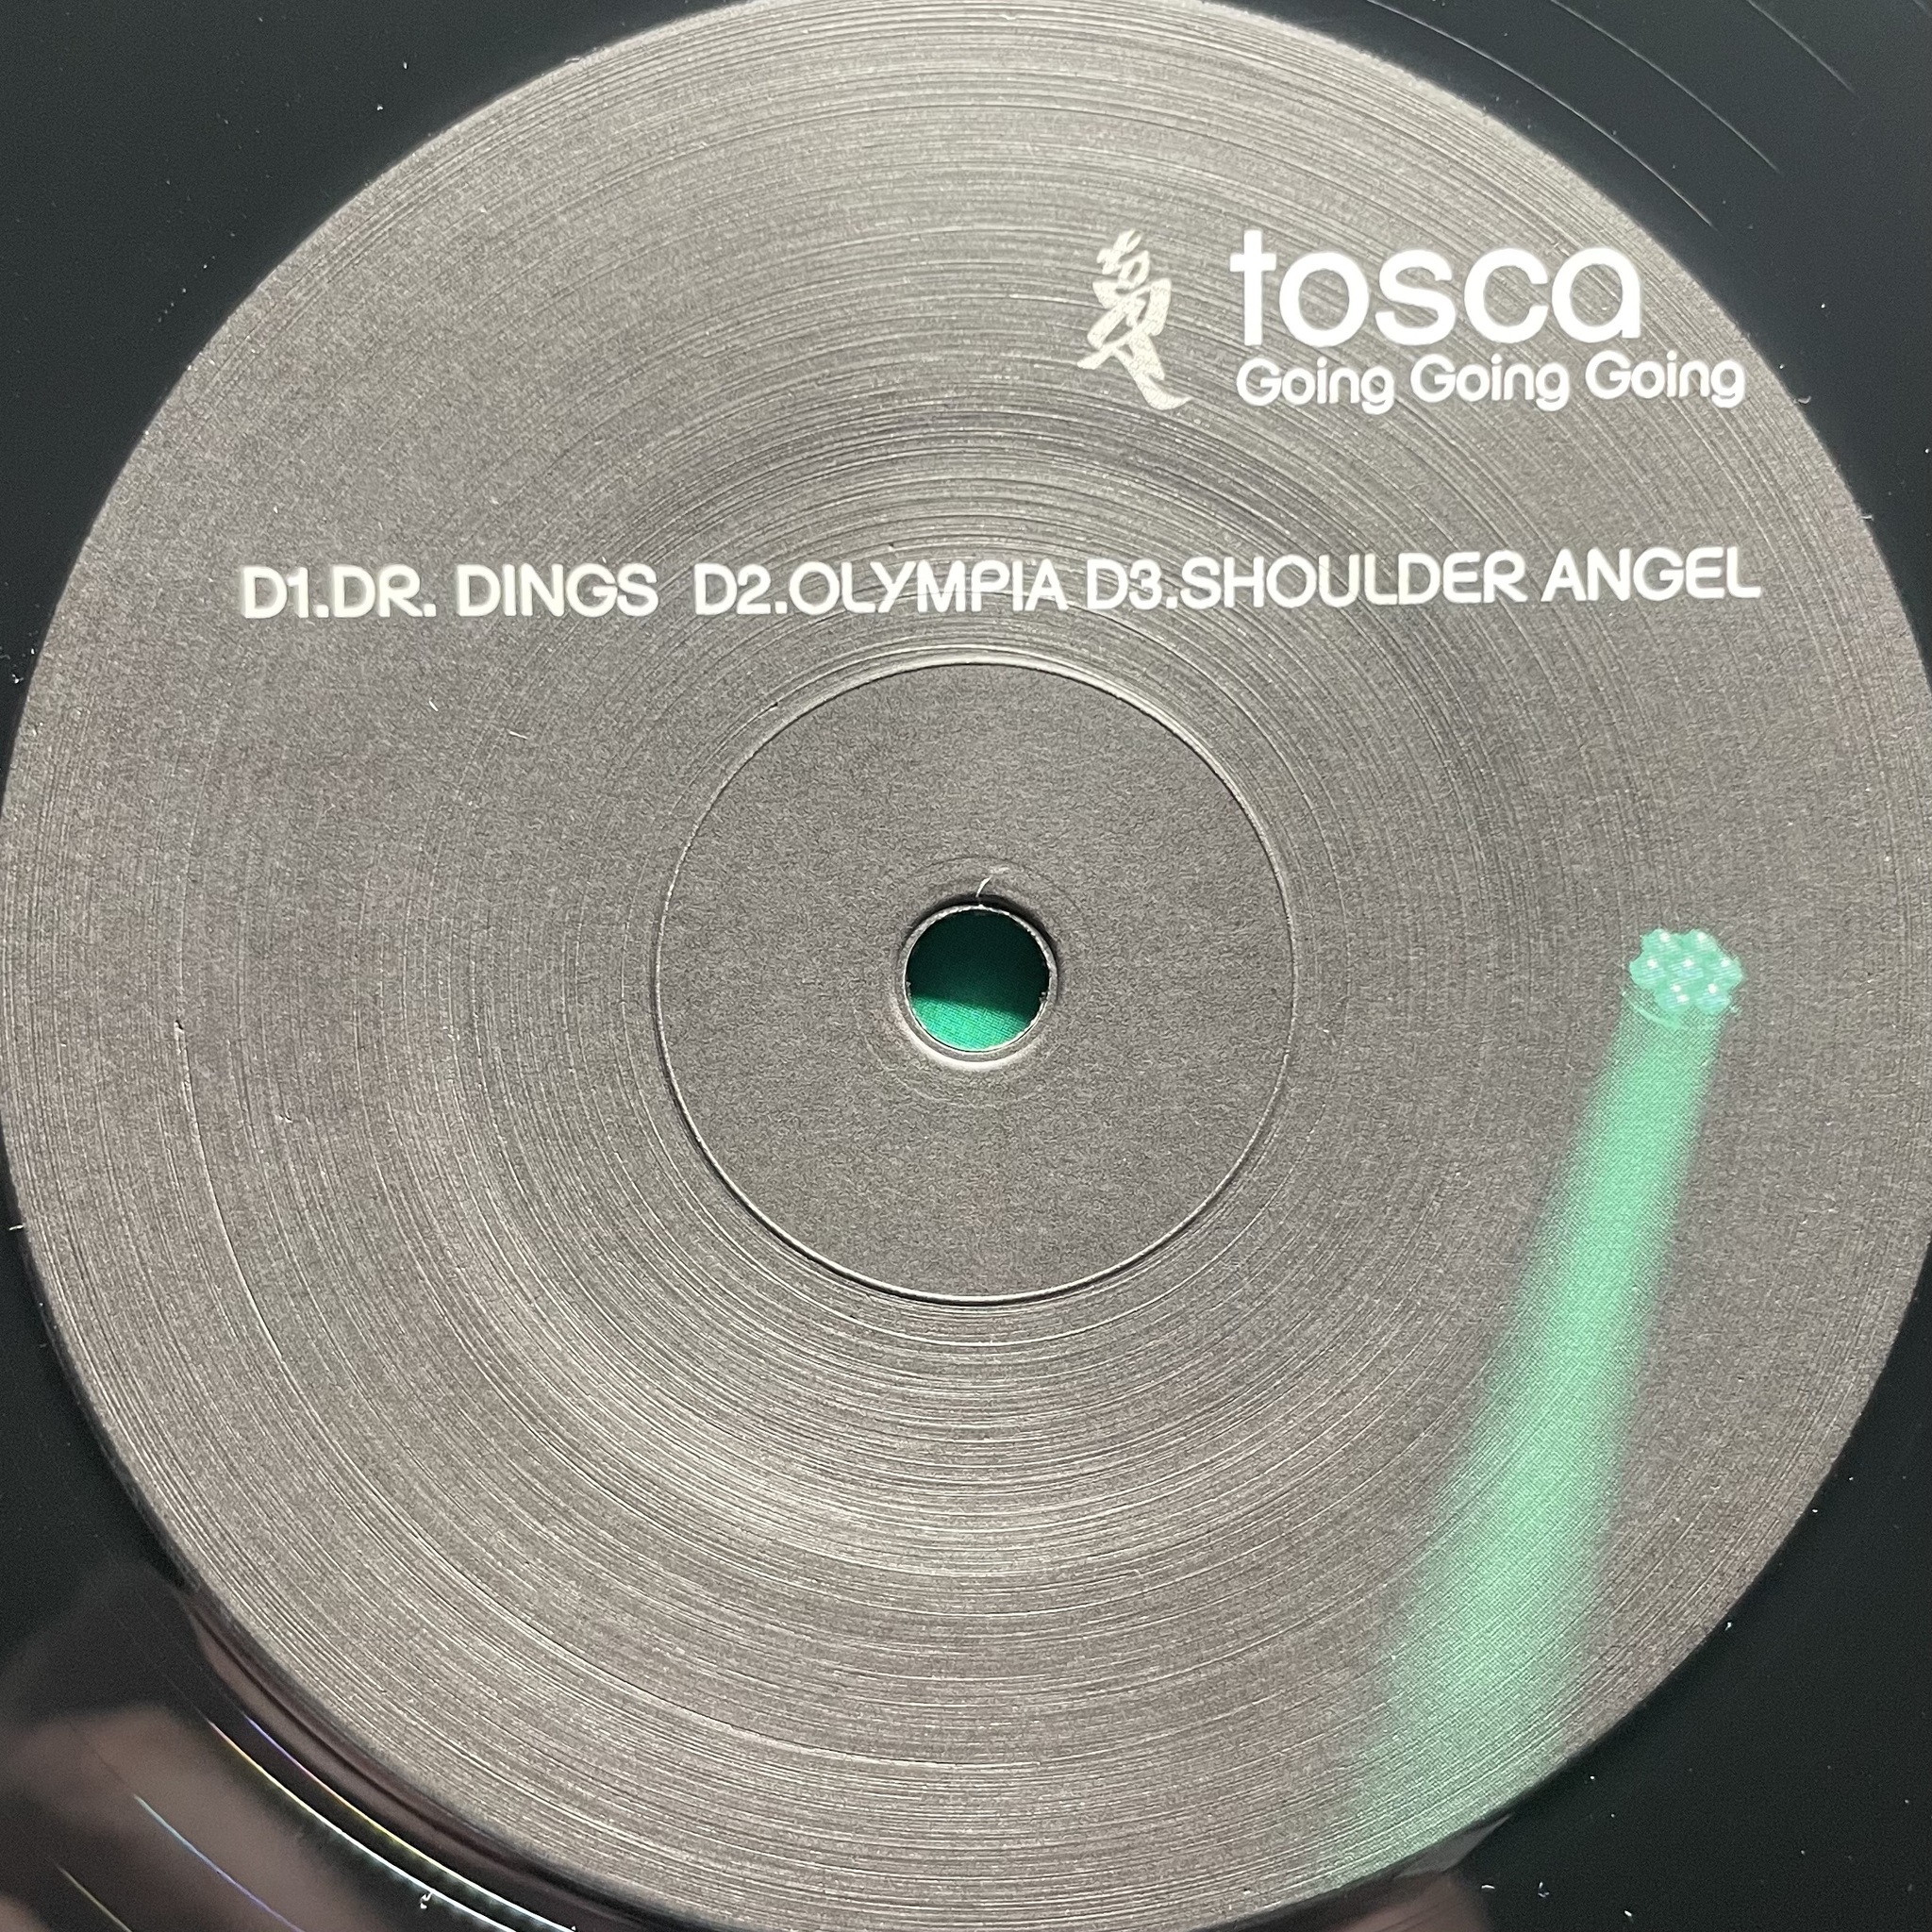 tosca
Going Going Going
D1.DR. DINGS D2.OLYMPIA D3.SHOULDER ANGEL